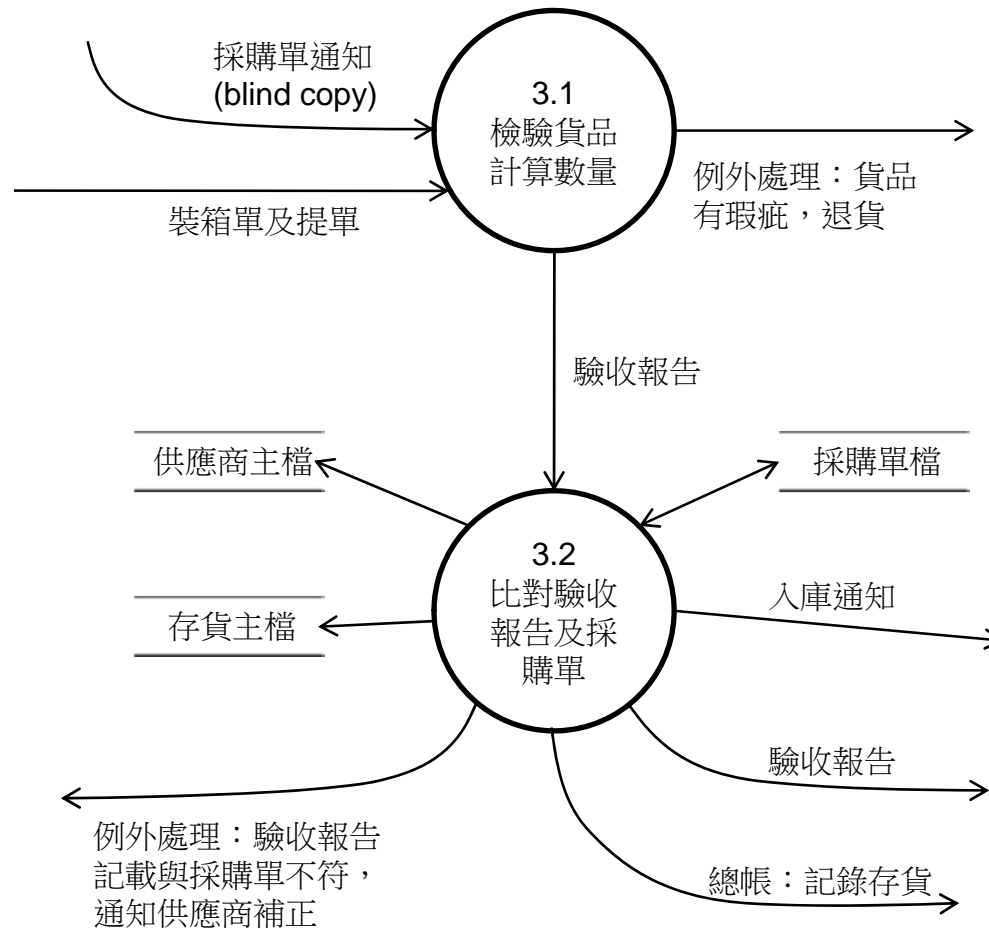 採購單通知
(blind copy)
3.1
檢驗貨品
計算數量
裝箱單及提單
例外處理：貨品
有瑕疵，退貨
驗收報告
供應商主檔
採購單檔
3.2
比對驗收
報告及採
購單
存貨主檔
入庫通知
驗收報告
例外處理：驗收報告
記載與採購單不符，
通知供應商補正
總帳：記錄存貨